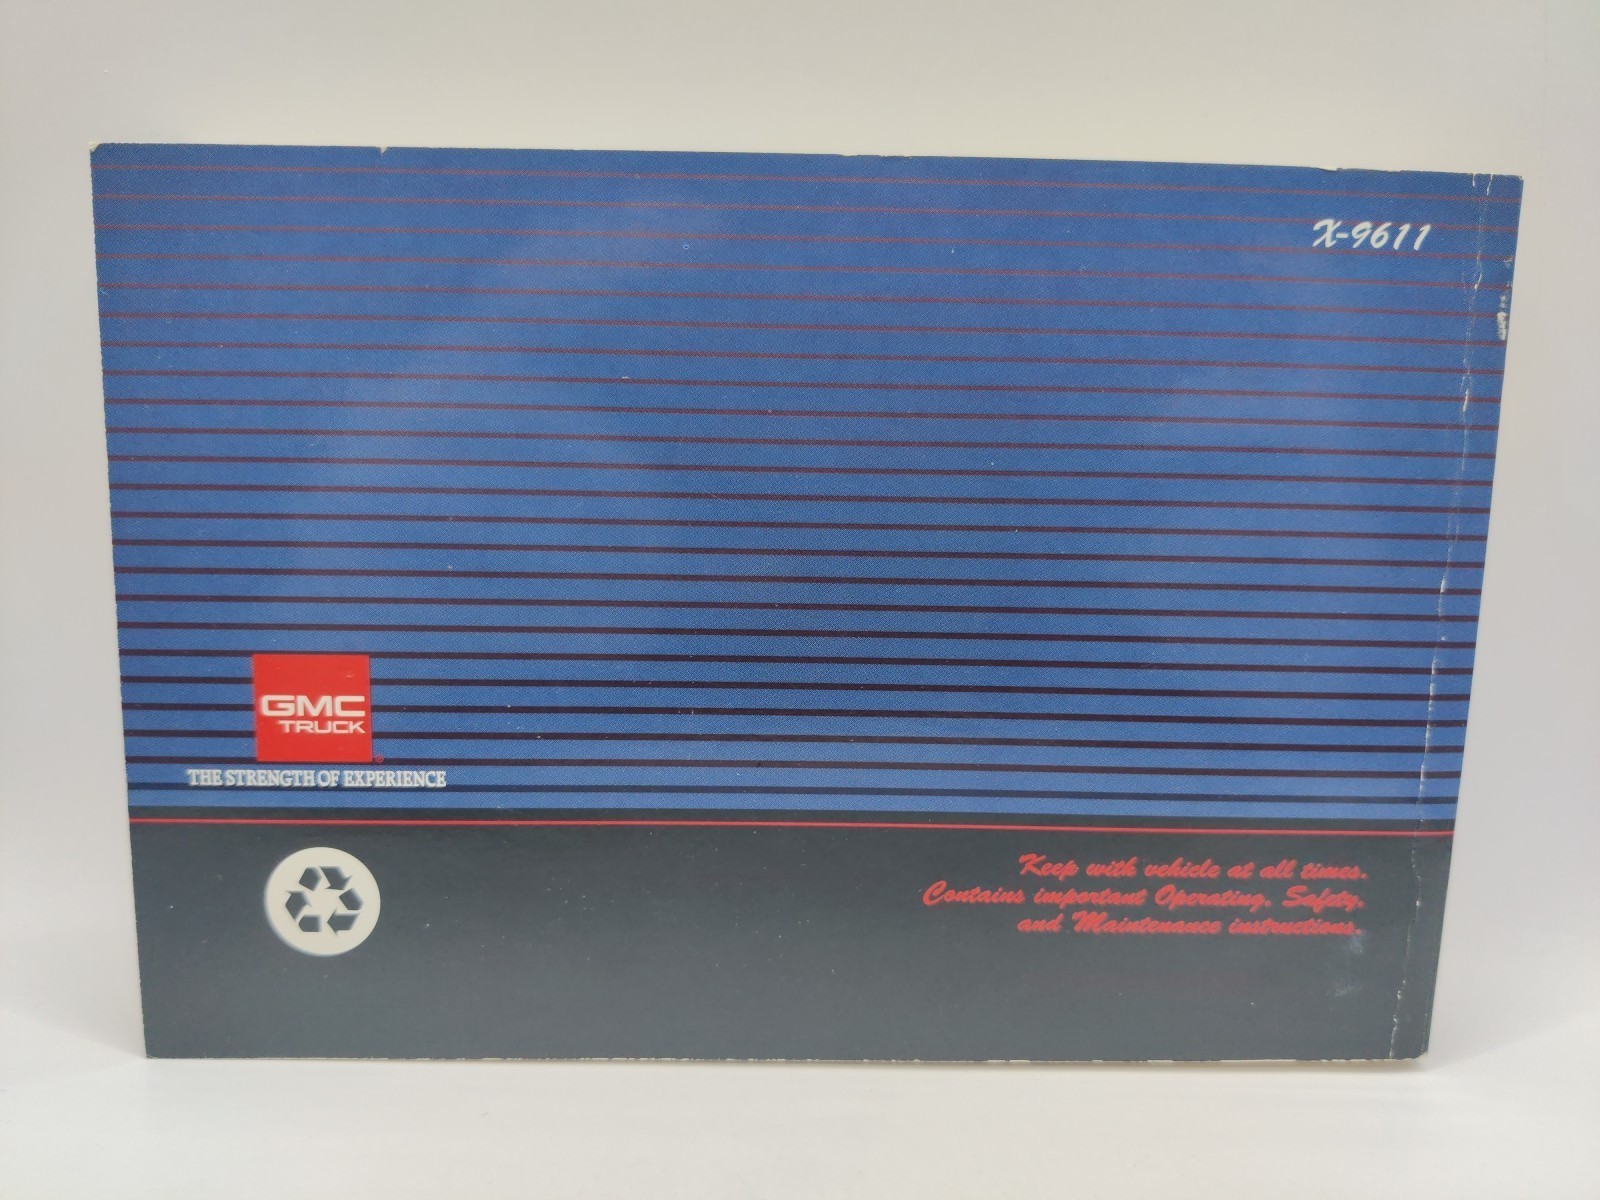 X-9611
GMC
TRUCK
THE STRENGTH OF EXPERIENCE
Keep with vehicle at all times.
Contains important Operating, Safety,
and Maintenance instructions.